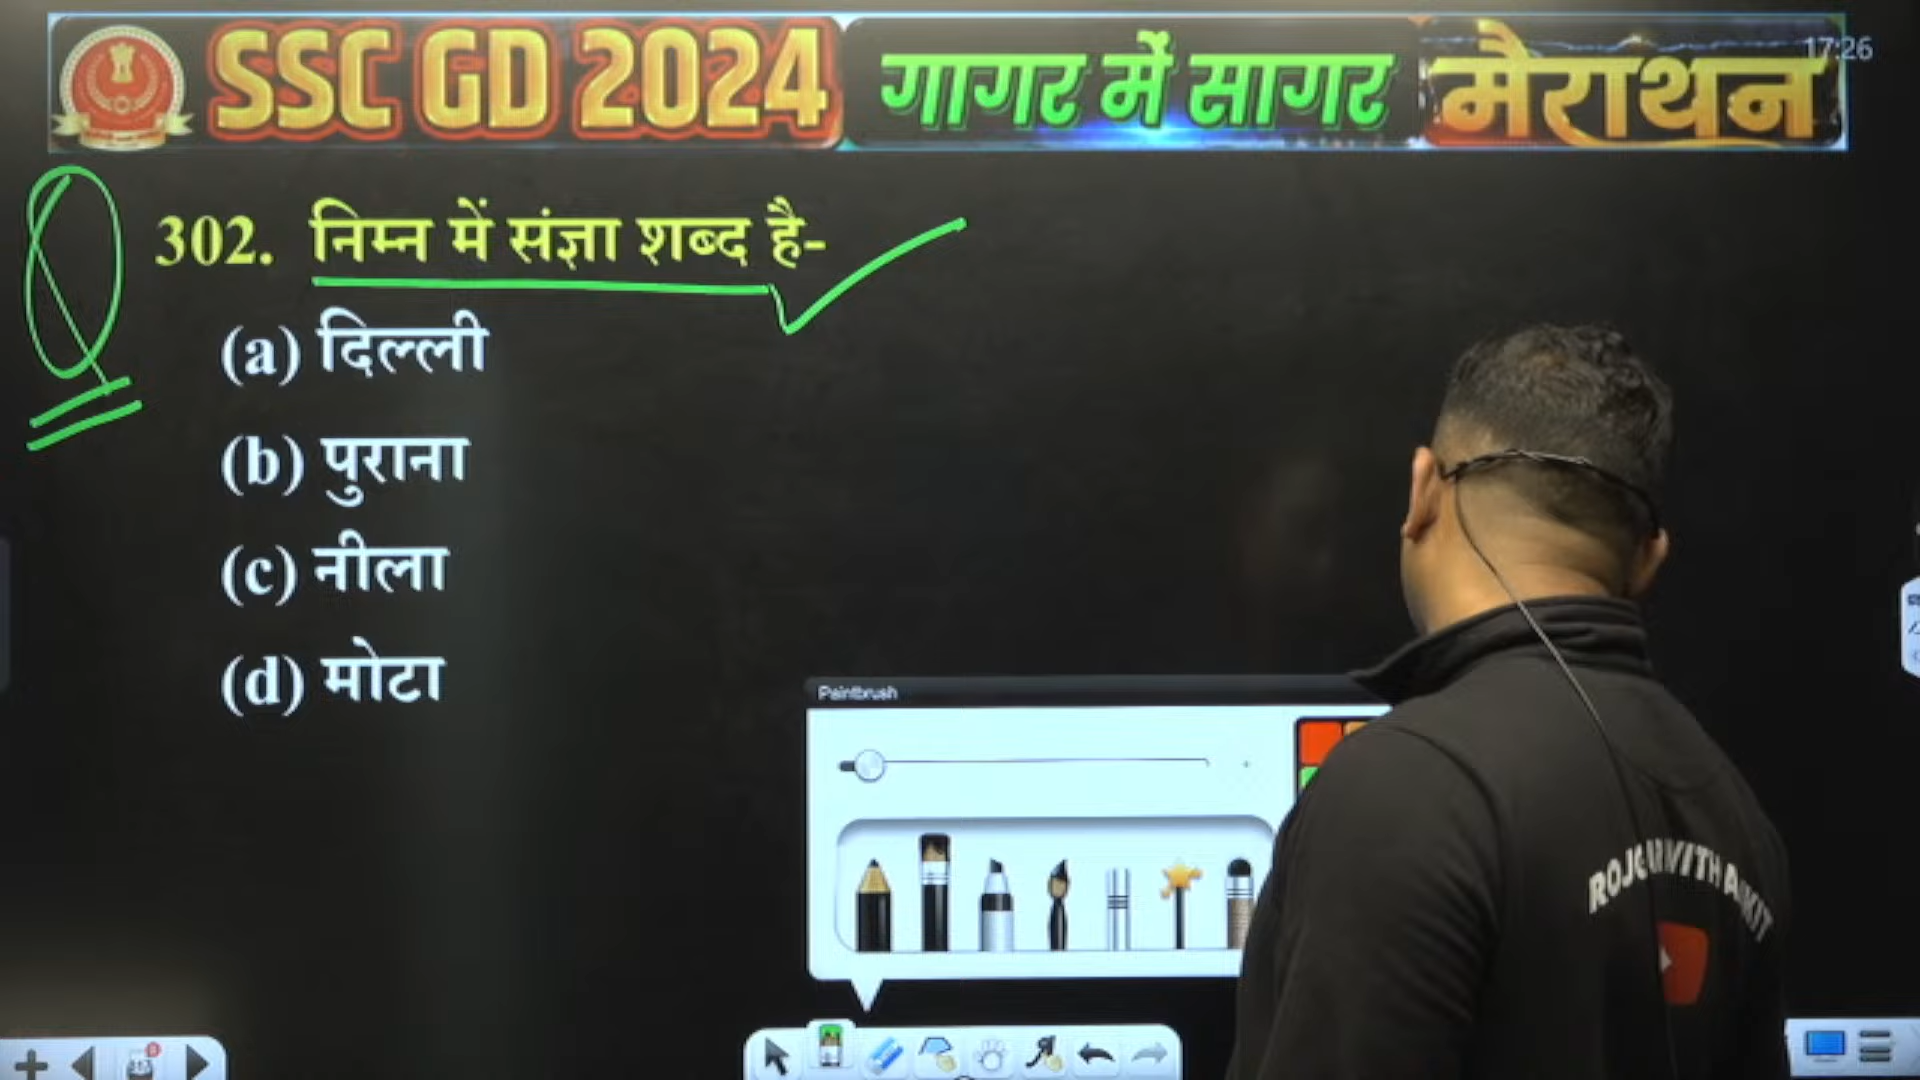 SSC GD 2024 गागर में सागर मैराथन
17:26
302. निम्न में संज्ञा शब्द है-
(a) दिल्ली
(b) पुराना
(c) नीला
(d) मोटा
Paintbrush